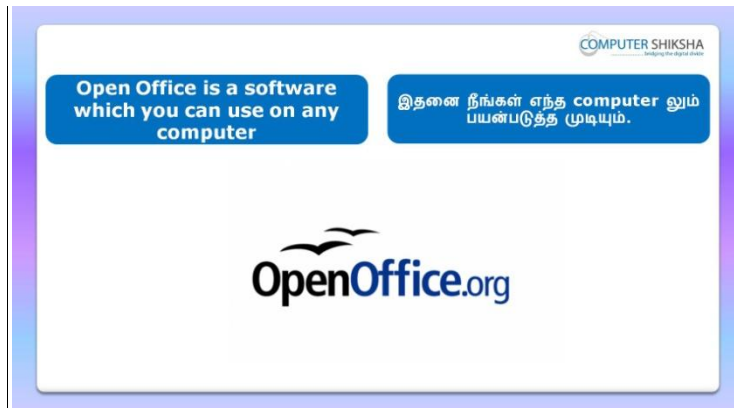 COMPUTER SHIKSHA
bridging the digital divide
Open Office is a software
which you can use on any
computer
இதனை நீங்கள் எந்த computer லும்
பயன்படுத்த முடியும்.
OpenOffice.org